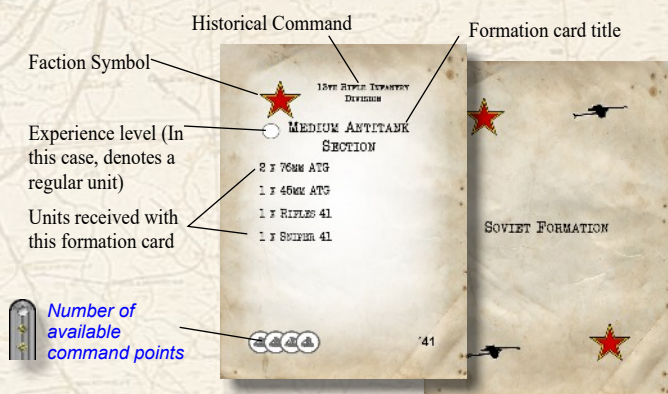 Historical Command
Formation card title
Faction Symbol
13TH RIFLE INFANTRY
DIVISION
Experience level (In
this case, denotes a
regular unit)
MEDIUM ANTITANK
SECTION
2 X 76MM ATG
1 X 45MM ATG
1 X RIFLES 41
1 X SNIPER 41
Units received with
this formation card
SOVIET FORMATION
Number of
available
command points
'41